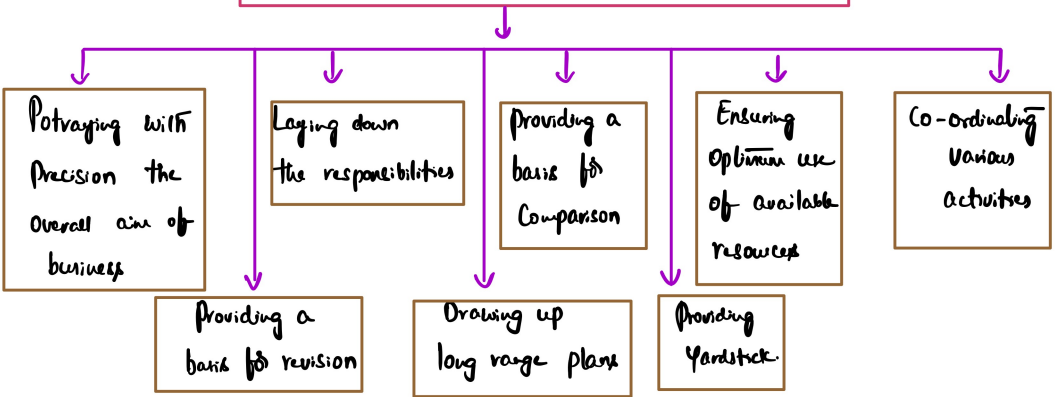 Potraying with
Precision the
overall aim of
business
Laying down
the responsibilities
Providing a
basis for
Comparison
Ensuring
Optimum use
of available
resources
Co-ordinating
various
activities
Providing a
basis for revision
Drawing up
long range plans
Providing
Yardstick.